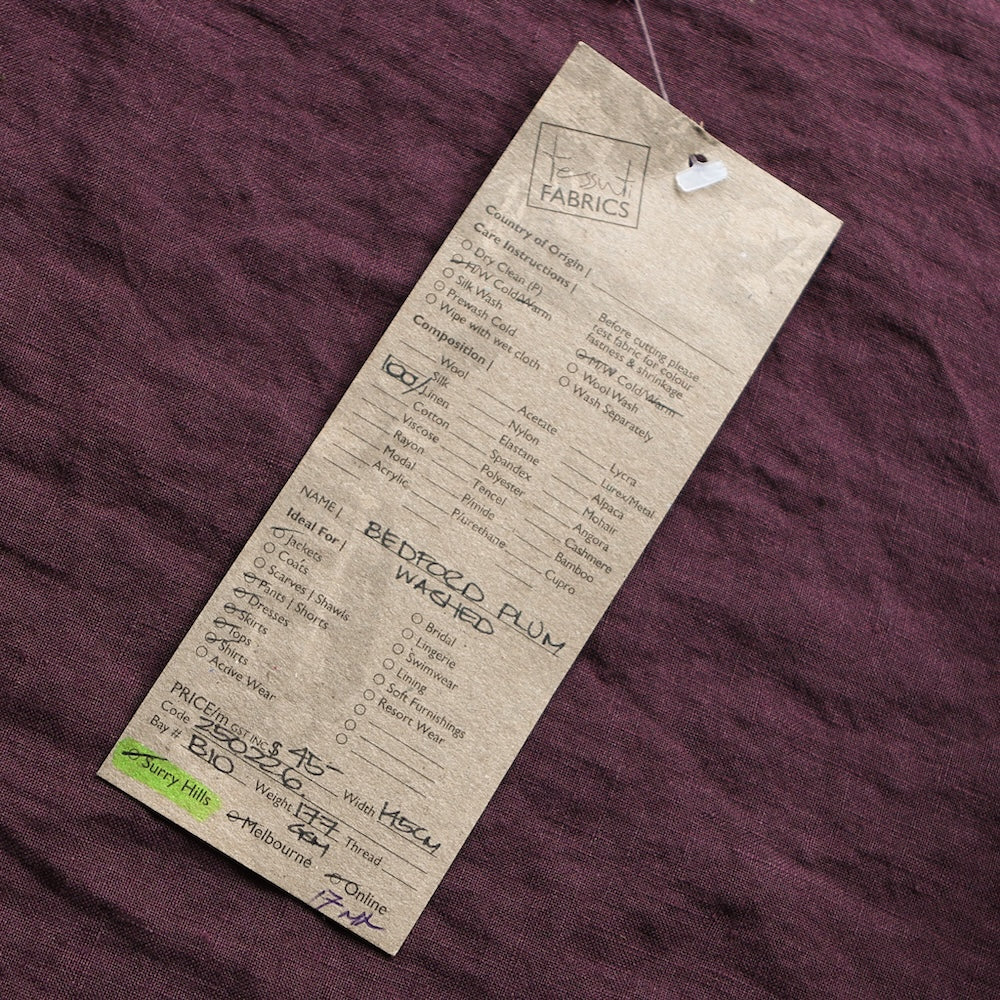 Tessuti
FABRICS
Country of Origin |
Care Instructions |
Dry Clean (P)
H/W Cold/Warm
Silk Wash
Prewash Cold
Wipe with wet cloth
Before cutting please
test fabric for colour
fastness & shrinkage
M/W Cold/Warm
Wool Wash
Wash Separately
Composition |
Wool
Silk
100/ Linen
Cotton
Viscose
Rayon
Modal
Acrylic
Acetate
Nylon
Elastane
Spandex
Polyester
Tencel
P/mide
P/urethane
Lycra
Lurex/Metal
Alpaca
Mohair
Angora
Cashmere
Bamboo
Cupro
NAME | BEDFORD PLUM
WASHED
Ideal For |
Jackets
Coats
Scarves | Shawls
Pants | Shorts
Dresses
Skirts
Tops
Shirts
Active Wear
Bridal
Lingerie
Swimwear
Lining
Soft Furnishings
Resort Wear
PRICE/m GST INC $ 45-
Code 250226 Width 145cm
Bay # B10 Weight 177 GSM Thread
Surry Hills Melbourne Online